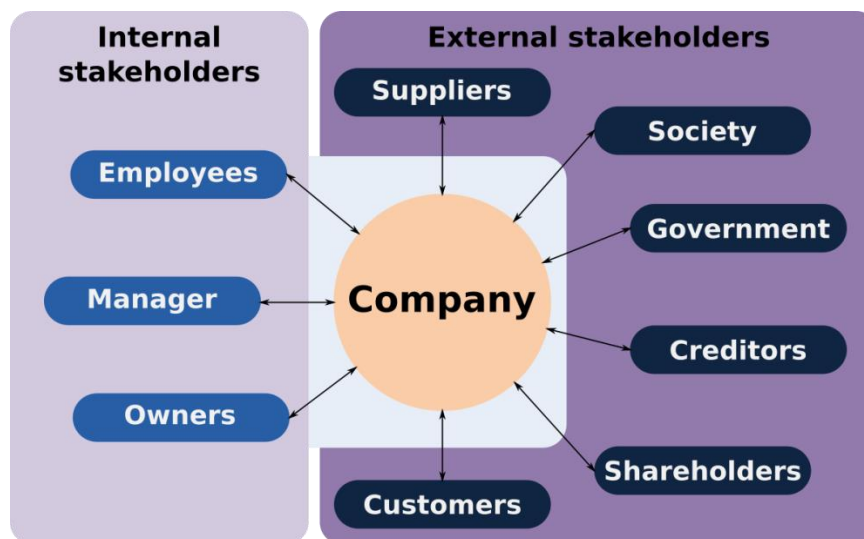 Internal
stakeholders
External stakeholders
Suppliers
Society
Employees
Government
Manager
Company
Creditors
Owners
Shareholders
Customers